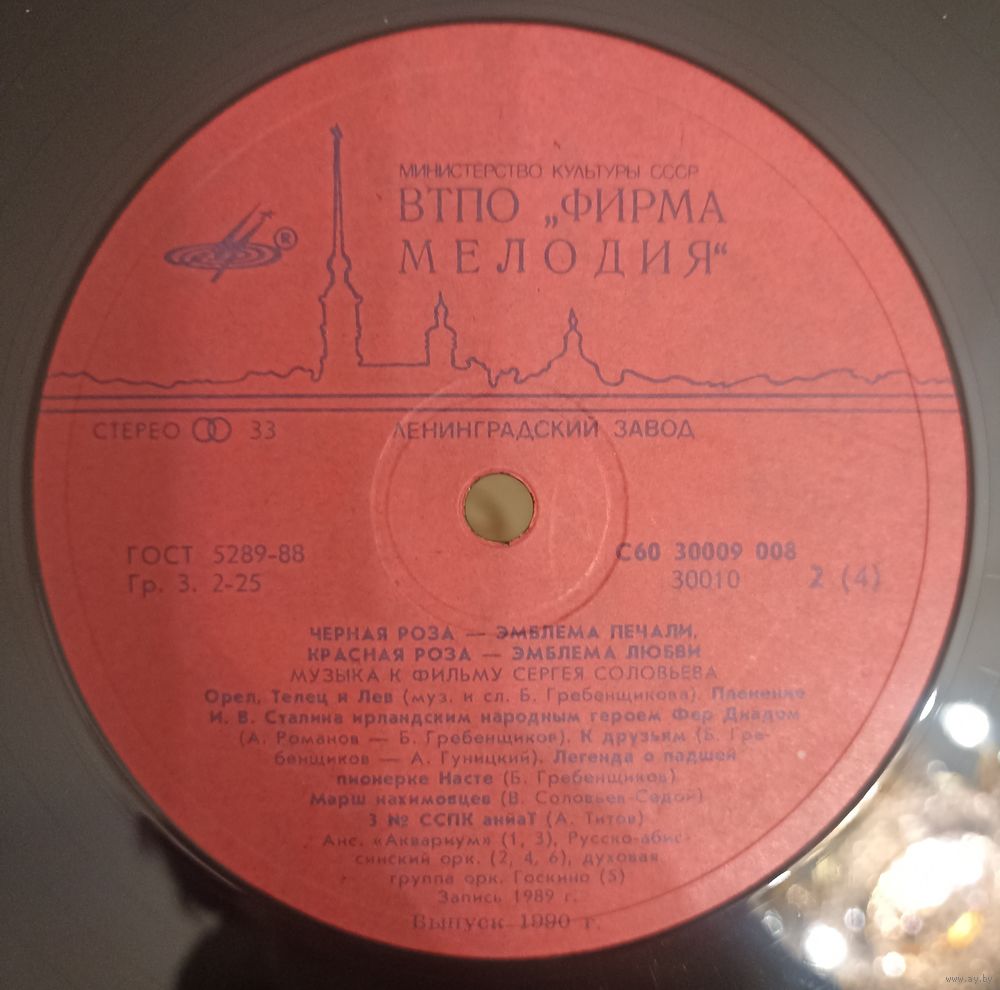 МИНИСТЕРСТВО КУЛЬТУРЫ СССР
ВТПО „ФИРМА
МЕЛОДИЯ“
®
СТЕРЕО 33
ЛЕНИНГРАДСКИЙ ЗАВОД
ГОСТ 5289-88
Гр. 3. 2-25
С60 30009 008
30010 2 (4)
ЧЕРНАЯ РОЗА — ЭМБЛЕМА ПЕЧАЛИ,
КРАСНАЯ РОЗА — ЭМБЛЕМА ЛЮБВИ
МУЗЫКА К ФИЛЬМУ СЕРГЕЯ СОЛОВЬЕВА
Орел, Телец и Лев (муз. и сл. Б. Гребенщикова). Пленение
И. В. Сталина ирландским народным героем Фер Диадом
(А. Романов — Б. Гребенщиков). К друзьям (Б. Гре-
бенщиков — А. Гуницкий). Легенда о падшей
пионерке Насте (Б. Гребенщиков)
Марш нахимовцев (В. Соловьев-Седой)
3 № ССПК анйаТ (А. Титов)
Анс. «Аквариум» (1, 3), Русско-абис-
синский орк. (2, 4, 6), духовая
группа орк. Госкино (5)
Запись 1989 г.
Выпуск 1990 г.
www.ay.by